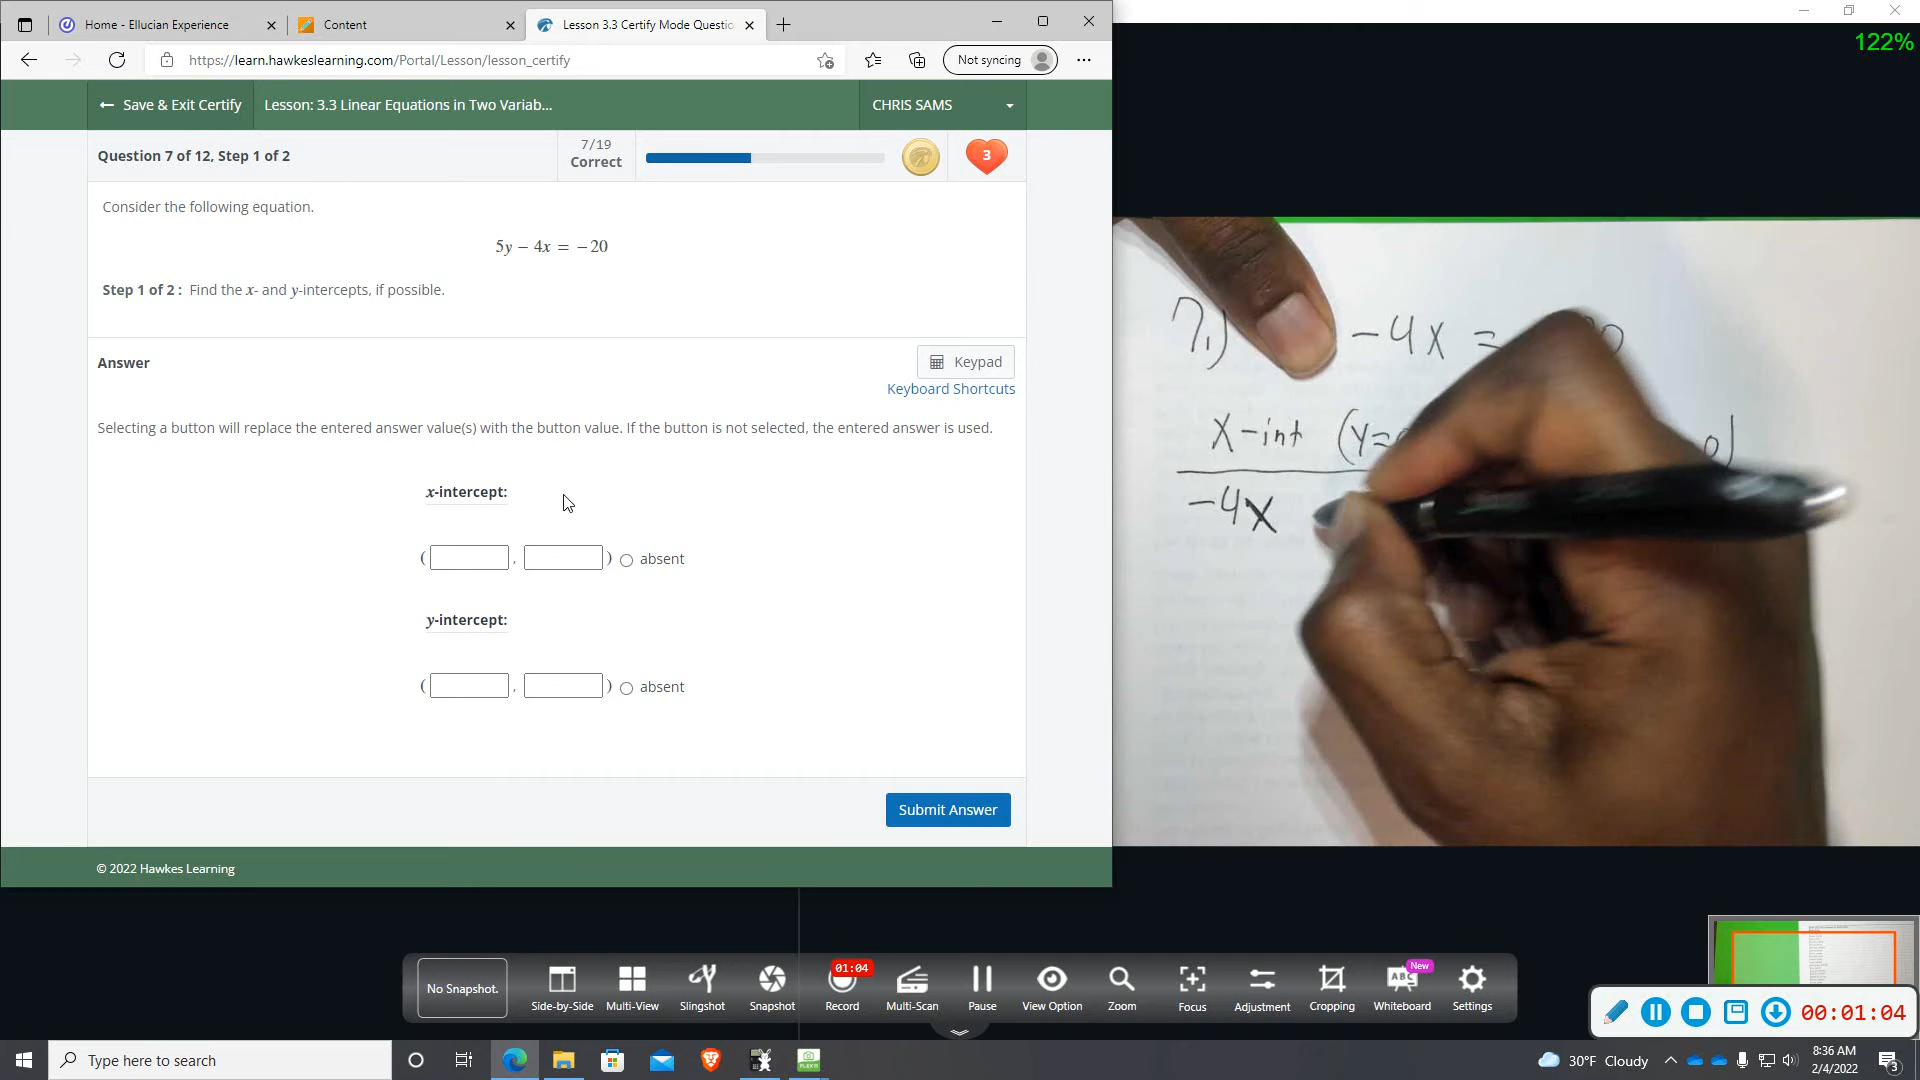 Home - Ellucian Experience
Content
Lesson 3.3 Certify Mode Questio
122%
https://learn.hawkeslearning.com/Portal/Lesson/lesson_certify
Not syncing
Save & Exit Certify
Lesson: 3.3 Linear Equations in Two Variab...
CHRIS SAMS
Question 7 of 12, Step 1 of 2
7/19
Correct
3
Consider the following equation.
5y − 4x = −20
Step 1 of 2 : Find the x- and y-intercepts, if possible.
Answer
Keypad
Keyboard Shortcuts
Selecting a button will replace the entered answer value(s) with the button value. If the button is not selected, the entered answer is used.
x-intercept:
( , ) absent
y-intercept:
( , ) absent
Submit Answer
© 2022 Hawkes Learning
7.) -4x =
X-int (y=
-4x
No Snapshot.
Side-by-Side
Multi-View
Slingshot
Snapshot
01:04
Record
Multi-Scan
Pause
View Option
Zoom
Focus
Adjustment
Cropping
New
ABC
Whiteboard
Settings
00:01:04
Type here to search
30°F Cloudy
8:36 AM
2/4/2022
3